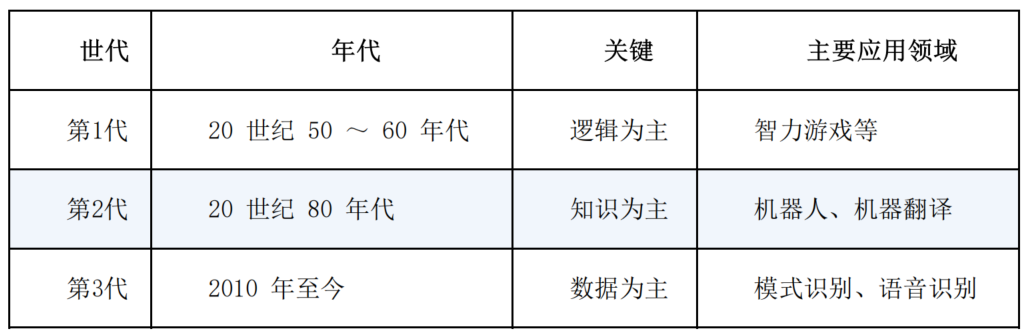 世代 年代 关键 主要应用领域
第1代 20 世纪 50 ～ 60 年代 逻辑为主 智力游戏等
第2代 20 世纪 80 年代 知识为主 机器人、机器翻译
第3代 2010 年至今 数据为主 模式识别、语音识别